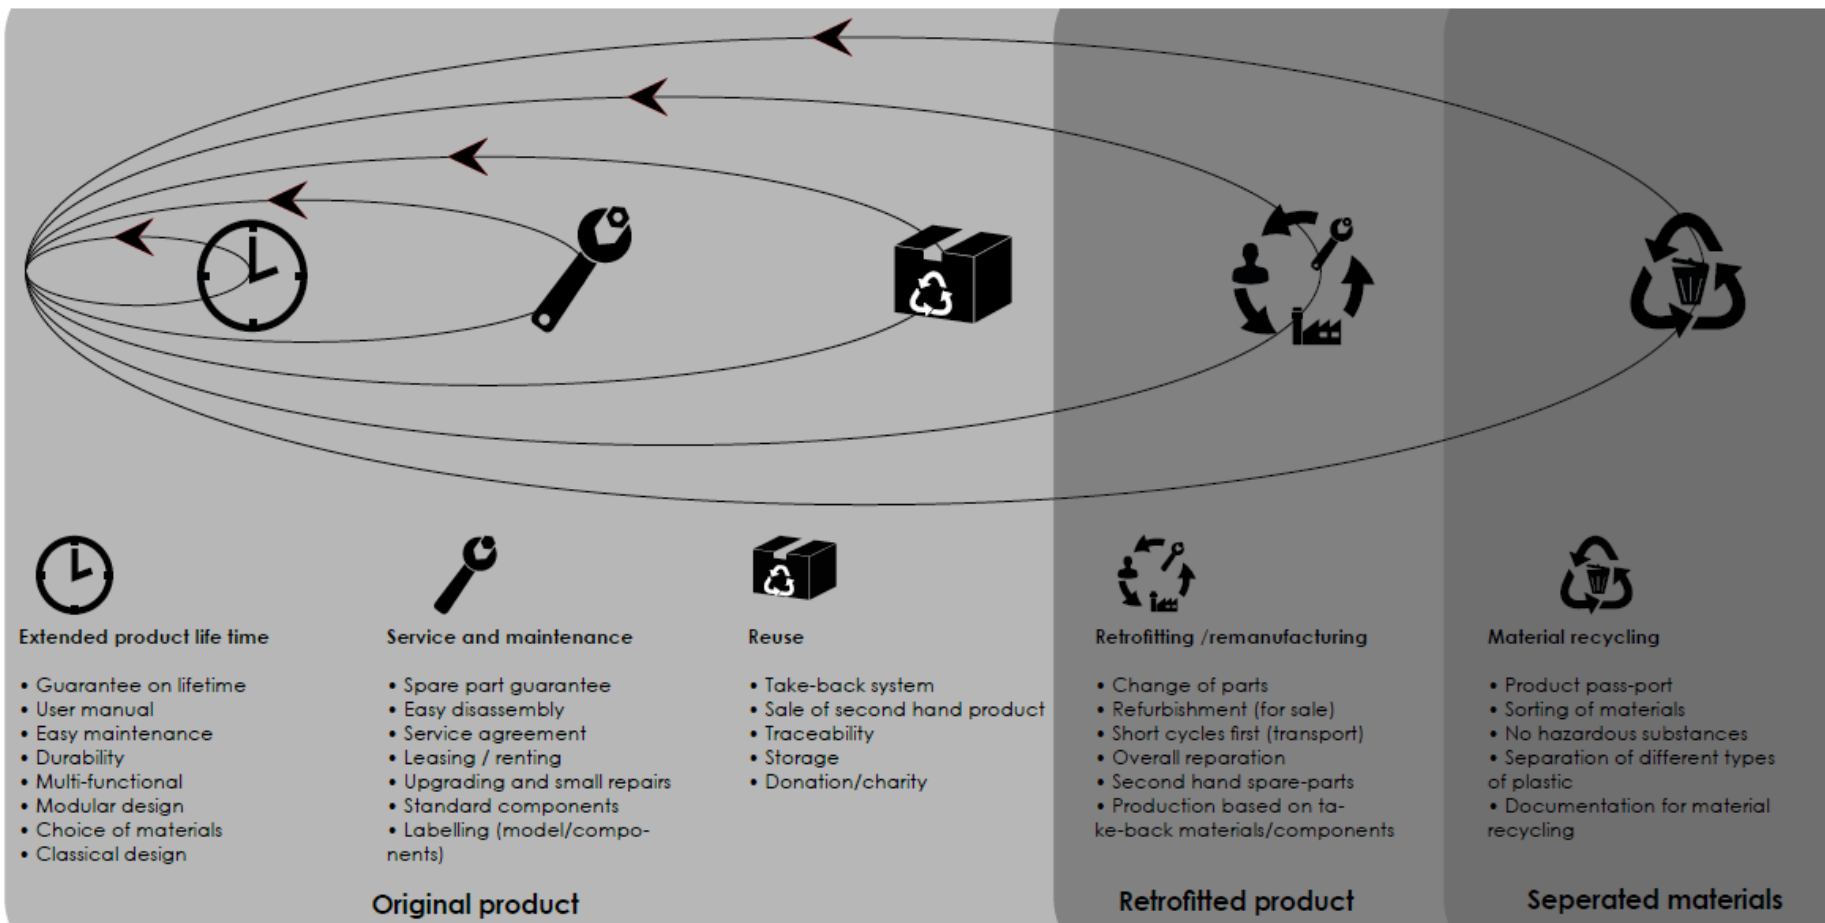 Extended product life time
• Guarantee on lifetime
• User manual
• Easy maintenance
• Durability
• Multi-functional
• Modular design
• Choice of materials
• Classical design
Service and maintenance
• Spare part guarantee
• Easy disassembly
• Service agreement
• Leasing / renting
• Upgrading and small repairs
• Standard components
• Labelling (model/compo-
nents)
Reuse
• Take-back system
• Sale of second hand product
• Traceability
• Storage
• Donation/charity
Original product
Retrofitting /remanufacturing
• Change of parts
• Refurbishment (for sale)
• Short cycles first (transport)
• Overall reparation
• Second hand spare-parts
• Production based on ta-
ke-back materials/components
Retrofitted product
Material recycling
• Product pass-port
• Sorting of materials
• No hazardous substances
• Separation of different types
of plastic
• Documentation for material
recycling
Seperated materials